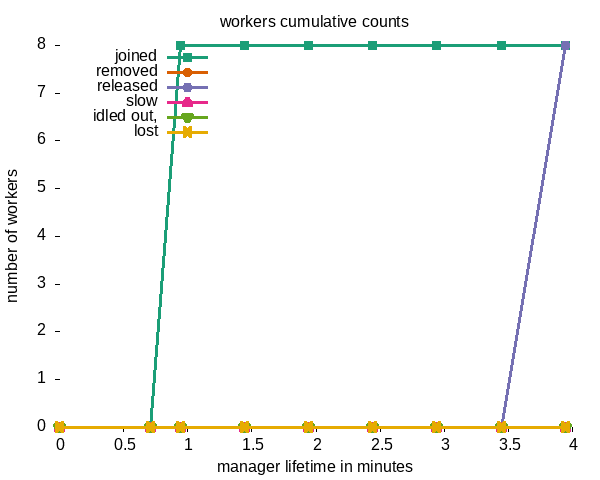 workers cumulative counts
8
7
6
5
4
3
2
1
0
number of workers
joined
removed
released
slow
idled out,
lost
0 0.5 1 1.5 2 2.5 3 3.5 4
manager lifetime in minutes